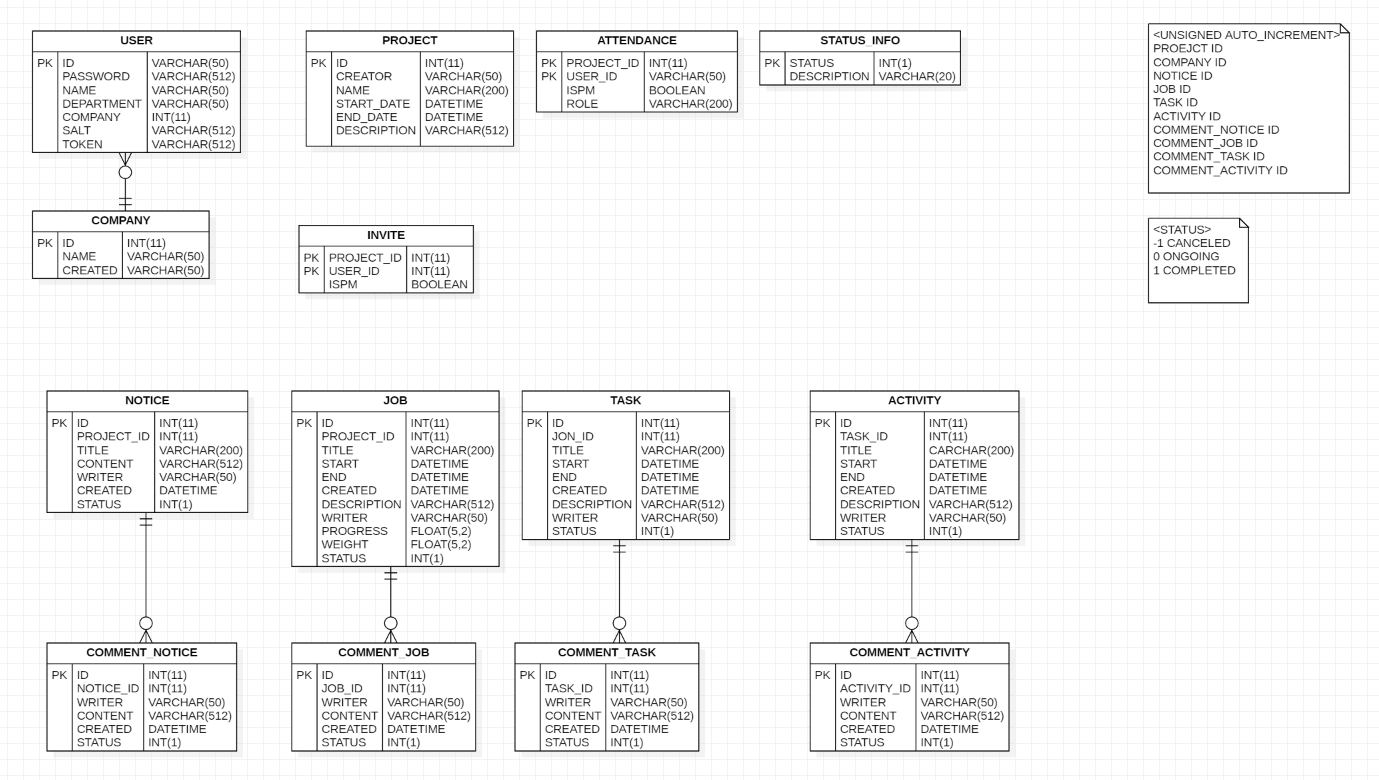 USER
PK ID VARCHAR(50)
PASSWORD VARCHAR(512)
NAME VARCHAR(50)
DEPARTMENT VARCHAR(50)
COMPANY INT(11)
SALT VARCHAR(512)
TOKEN VARCHAR(512)
PROJECT
PK ID INT(11)
CREATOR VARCHAR(50)
NAME VARCHAR(200)
START_DATE DATETIME
END_DATE DATETIME
DESCRIPTION VARCHAR(512)
ATTENDANCE
PK PROJECT_ID INT(11)
PK USER_ID VARCHAR(50)
ISPM BOOLEAN
ROLE VARCHAR(200)
STATUS_INFO
PK STATUS INT(1)
DESCRIPTION VARCHAR(20)
<UNSIGNED AUTO_INCREMENT>
PROEJCT ID
COMPANY ID
NOTICE ID
JOB ID
TASK ID
ACTIVITY ID
COMMENT_NOTICE ID
COMMENT_JOB ID
COMMENT_TASK ID
COMMENT_ACTIVITY ID
COMPANY
PK ID INT(11)
NAME VARCHAR(50)
CREATED VARCHAR(50)
INVITE
PK PROJECT_ID INT(11)
PK USER_ID INT(11)
ISPM BOOLEAN
<STATUS>
-1 CANCELED
0 ONGOING
1 COMPLETED
NOTICE
PK ID INT(11)
PROJECT_ID INT(11)
TITLE VARCHAR(200)
CONTENT VARCHAR(512)
WRITER VARCHAR(50)
CREATED DATETIME
STATUS INT(1)
JOB
PK ID INT(11)
PROJECT_ID INT(11)
TITLE VARCHAR(200)
START DATETIME
END DATETIME
CREATED DATETIME
DESCRIPTION VARCHAR(512)
WRITER VARCHAR(50)
PROGRESS FLOAT(5,2)
WEIGHT FLOAT(5,2)
STATUS INT(1)
TASK
PK ID INT(11)
JON_ID INT(11)
TITLE VARCHAR(200)
START DATETIME
END DATETIME
CREATED DATETIME
DESCRIPTION VARCHAR(512)
WRITER VARCHAR(50)
STATUS INT(1)
ACTIVITY
PK ID INT(11)
TASK_ID INT(11)
TITLE CARCHAR(200)
START DATETIME
END DATETIME
CREATED DATETIME
DESCRIPTION VARCHAR(512)
WRITER VARCHAR(50)
STATUS INT(1)
COMMENT_NOTICE
PK ID INT(11)
NOTICE_ID INT(11)
WRITER VARCHAR(50)
CONTENT VARCHAR(512)
CREATED DATETIME
STATUS INT(1)
COMMENT_JOB
PK ID INT(11)
JOB_ID INT(11)
WRITER VARCHAR(50)
CONTENT VARCHAR(512)
CREATED DATETIME
STATUS INT(1)
COMMENT_TASK
PK ID INT(11)
TASK_ID INT(11)
WRITER VARCHAR(50)
CONTENT VARCHAR(512)
CREATED DATETIME
STATUS INT(1)
COMMENT_ACTIVITY
PK ID INT(11)
ACTIVITY_ID INT(11)
WRITER VARCHAR(50)
CONTENT VARCHAR(512)
CREATED DATETIME
STATUS INT(1)